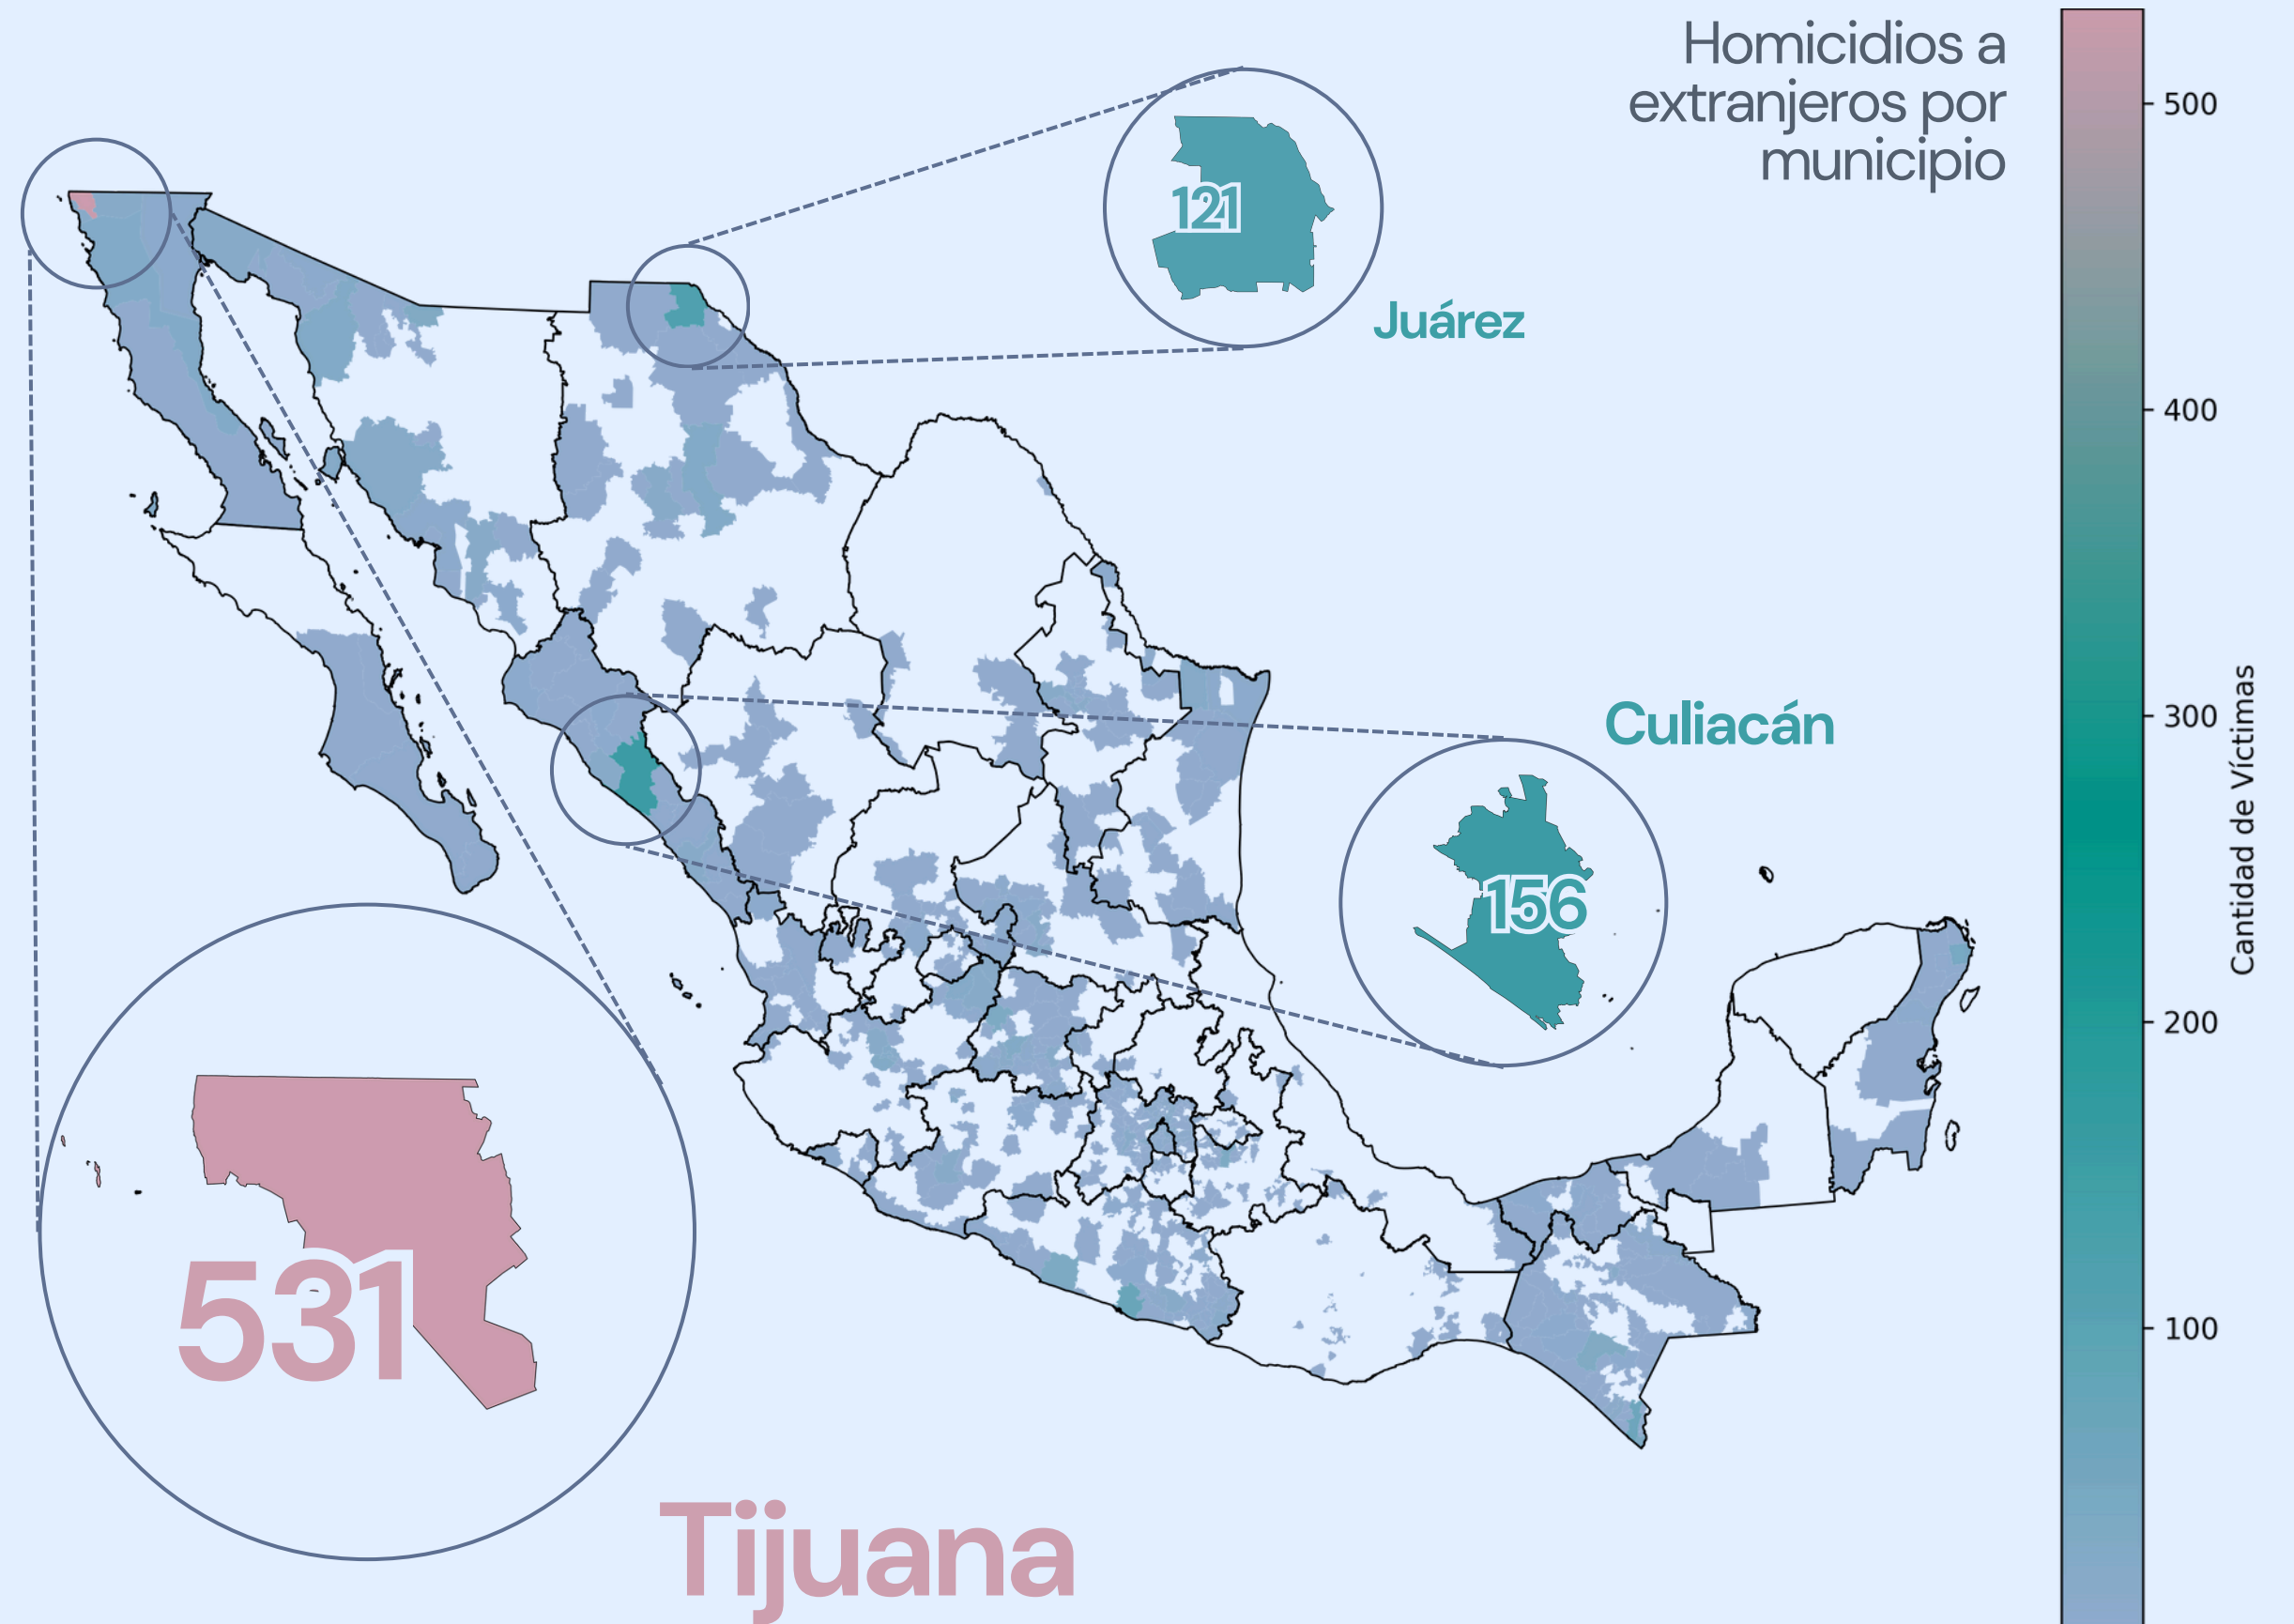 Homicidios a
extranjeros por
municipio
121
Juárez
Culiacán
156
531
Tijuana
500
400
300
200
100
Cantidad de Víctimas